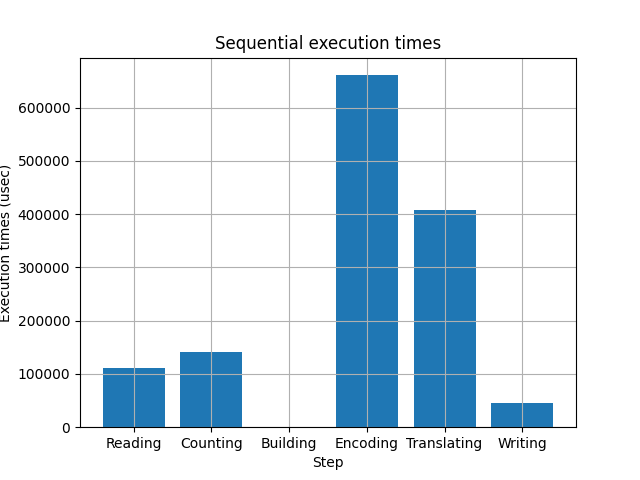 Sequential execution times
Execution times (usec)
600000
500000
400000
300000
200000
100000
0
Reading Counting Building Encoding Translating Writing
Step